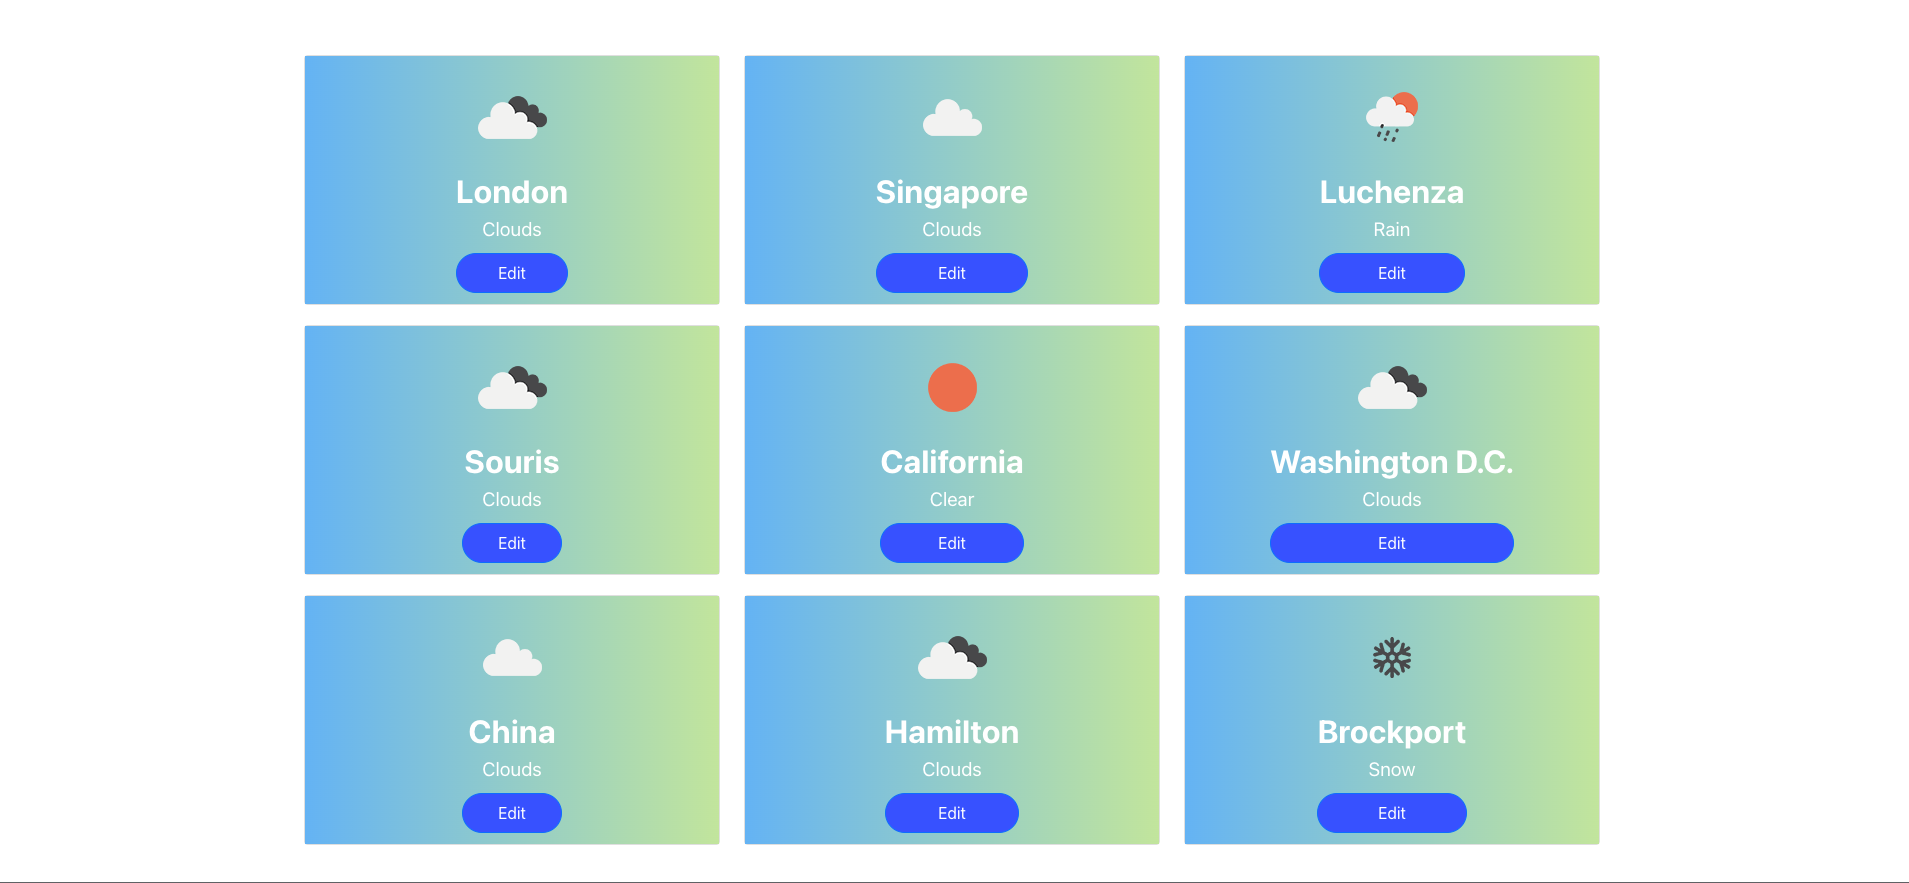 London
Clouds
Edit
Singapore
Clouds
Edit
Luchenza
Rain
Edit
Souris
Clouds
Edit
California
Clear
Edit
Washington D.C.
Clouds
Edit
China
Clouds
Edit
Hamilton
Clouds
Edit
Brockport
Snow
Edit